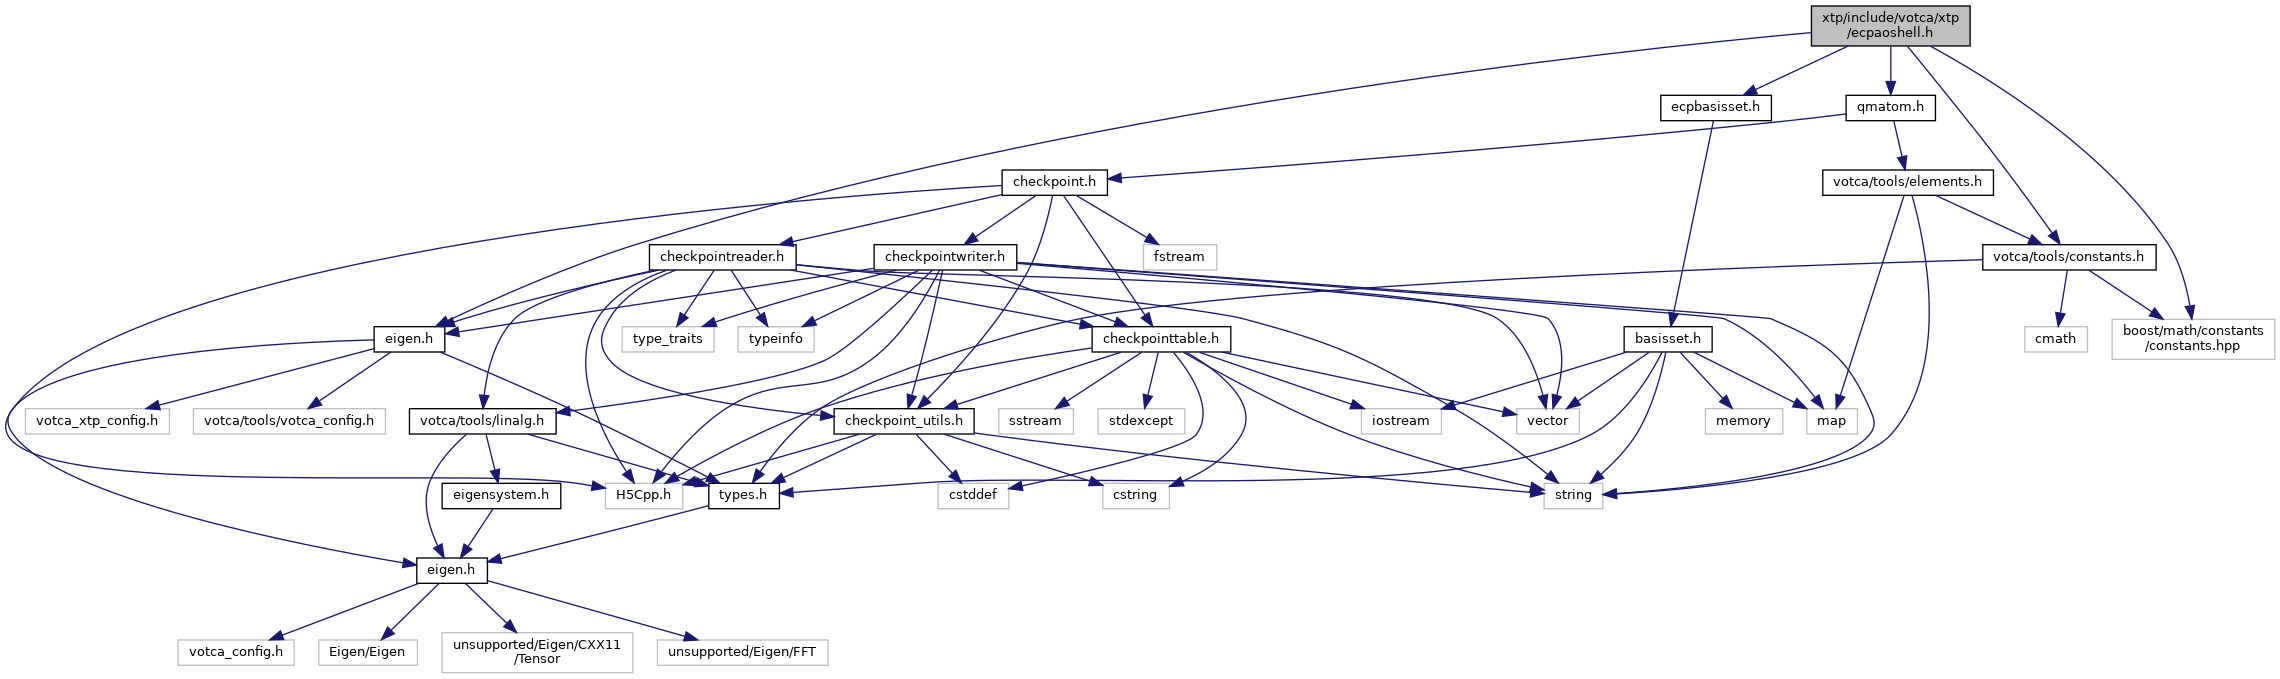 xtp/include/votca/xtp
/ecpaoshell.h
ecpbasisset.h
qmatom.h
checkpoint.h
votca/tools/elements.h
checkpointreader.h
checkpointwriter.h
fstream
votca/tools/constants.h
eigen.h
type_traits
typeinfo
checkpointtable.h
basisset.h
cmath
boost/math/constants
/constants.hpp
votca_xtp_config.h
votca/tools/votca_config.h
votca/tools/linalg.h
checkpoint_utils.h
sstream
stdexcept
iostream
vector
memory
map
eigensystem.h
H5Cpp.h
types.h
cstddef
cstring
string
eigen.h
votca_config.h
Eigen/Eigen
unsupported/Eigen/CXX11
/Tensor
unsupported/Eigen/FFT